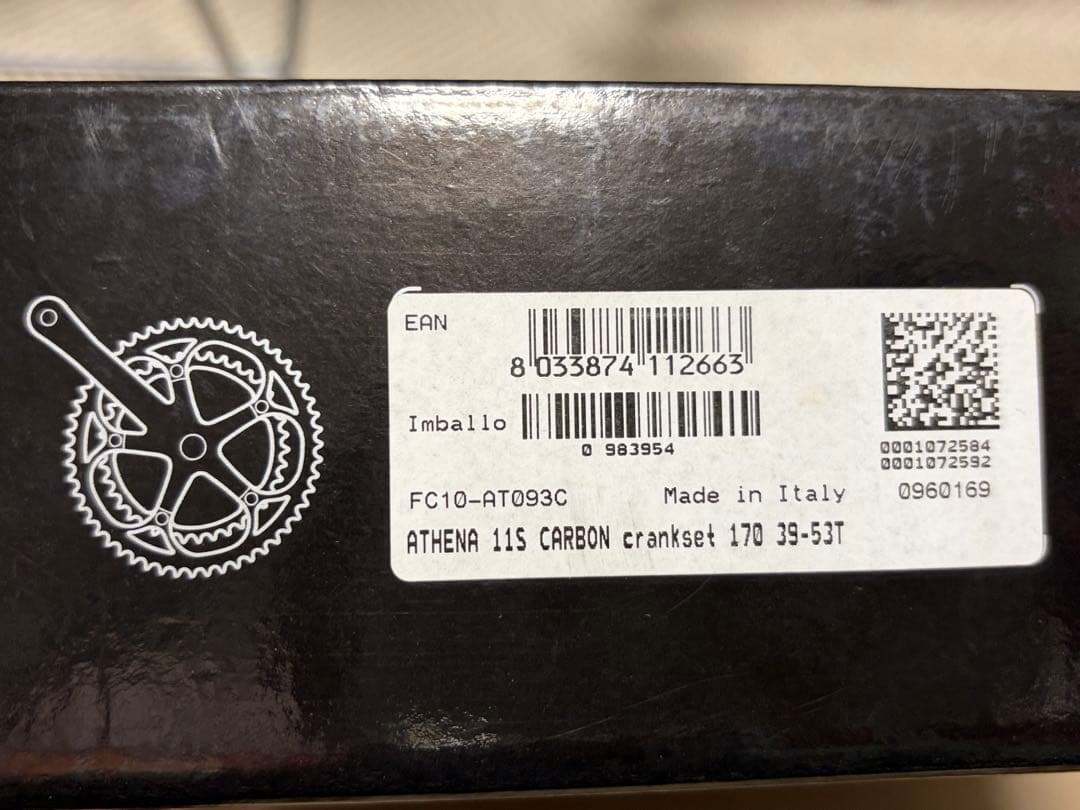 EAN
8 033874 112663
Imballo
0 983954
0001072584
0001072592
FC10-AT093C Made in Italy 0960169
ATHENA 11S CARBON crankset 170 39-53T